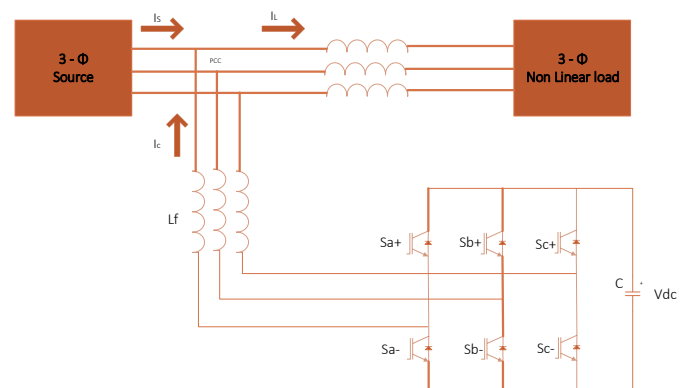 Is
IL
3 - Φ
Source
PCC
3 - Φ
Non Linear load
Ic
Lf
Sa+
Sb+
Sc+
C
Vdc
Sa-
Sb-
Sc-